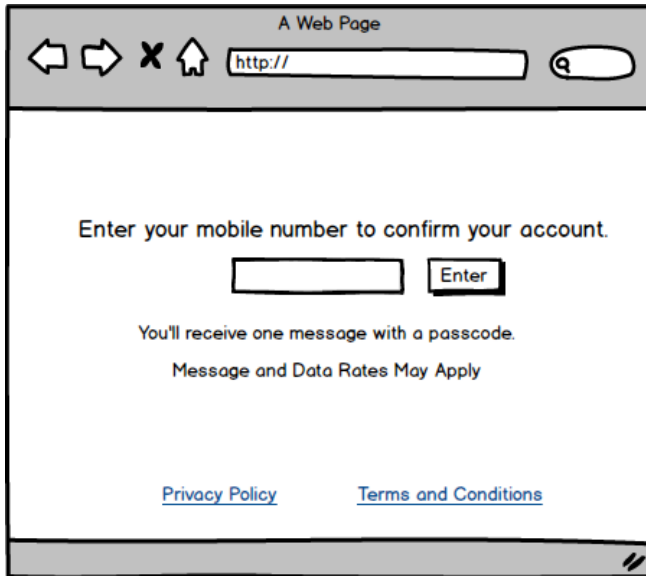 A Web Page
http://
Enter your mobile number to confirm your account.
Enter
You'll receive one message with a passcode.
Message and Data Rates May Apply
Privacy Policy Terms and Conditions